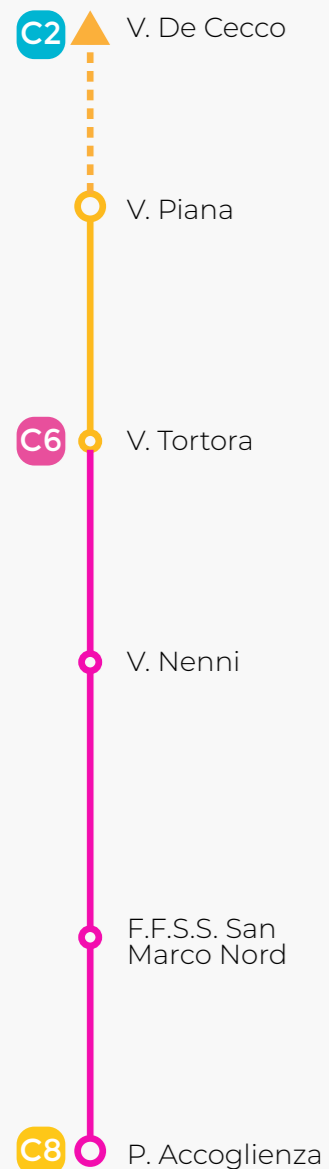 C2 V. De Cecco
V. Piana
C6 V. Tortora
V. Nenni
F.F.S.S. San
Marco Nord
C8 P. Accoglienza